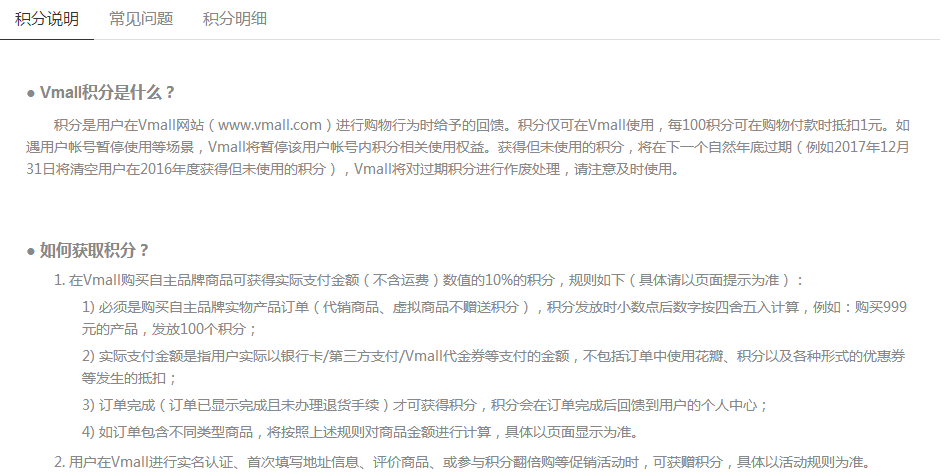 积分说明 常见问题 积分明细
● Vmall积分是什么？
积分是用户在Vmall网站（www.vmall.com）进行购物行为时给予的回馈。积分仅可在Vmall使用，每100积分可在购物付款时抵扣1元。如
遇用户帐号暂停使用等场景，Vmall将暂停该用户帐号内积分相关使用权益。获得但未使用的积分，将在下一个自然年底过期（例如2017年12月
31日将清空用户在2016年度获得但未使用的积分），Vmall将对过期积分进行作废处理，请注意及时使用。
● 如何获取积分？
1. 在Vmall购买自主品牌商品可获得实际支付金额（不含运费）数值的10%的积分，规则如下（具体请以页面提示为准）：
1) 必须是购买自主品牌实物产品订单（代销商品、虚拟商品不赠送积分），积分发放时小数点后数字按四舍五入计算，例如：购买999
元的产品，发放100个积分；
2) 实际支付金额是指用户实际以银行卡/第三方支付/Vmall代金券等支付的金额，不包括订单中使用花瓣、积分以及各种形式的优惠券
等发生的抵扣；
3) 订单完成（订单已显示完成且未办理退货手续）才可获得积分，积分会在订单完成后回馈到用户的个人中心；
4) 如订单包含不同类型商品，将按照上述规则对商品金额进行计算，具体以页面显示为准。
2. 用户在Vmall进行实名认证、首次填写地址信息、评价商品、或参与积分翻倍购等促销活动时，可获赠积分，具体以活动规则为准。